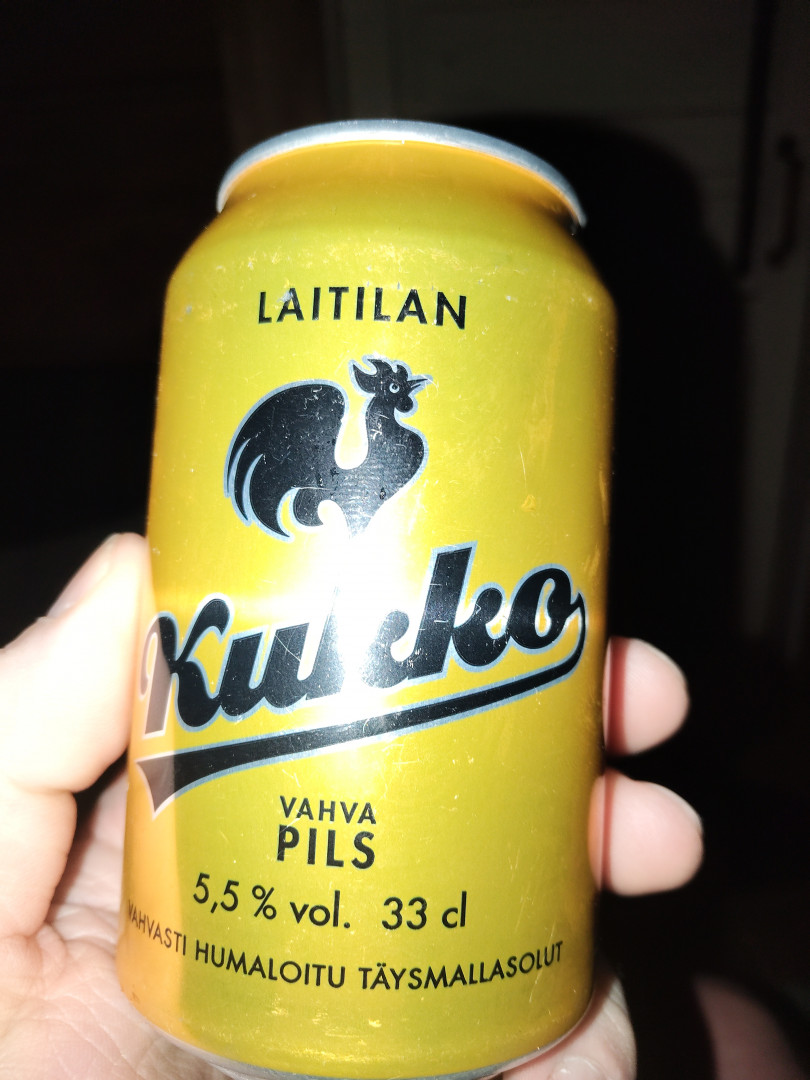 LAITILAN
Kukko
VAHVA
PILS
5,5 % vol. 33 cl
VAHVASTI HUMALOITU TÄYSMALLASOLUT